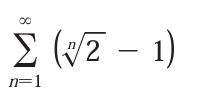 ∞
∑ (ⁿ√2 − 1)
n=1